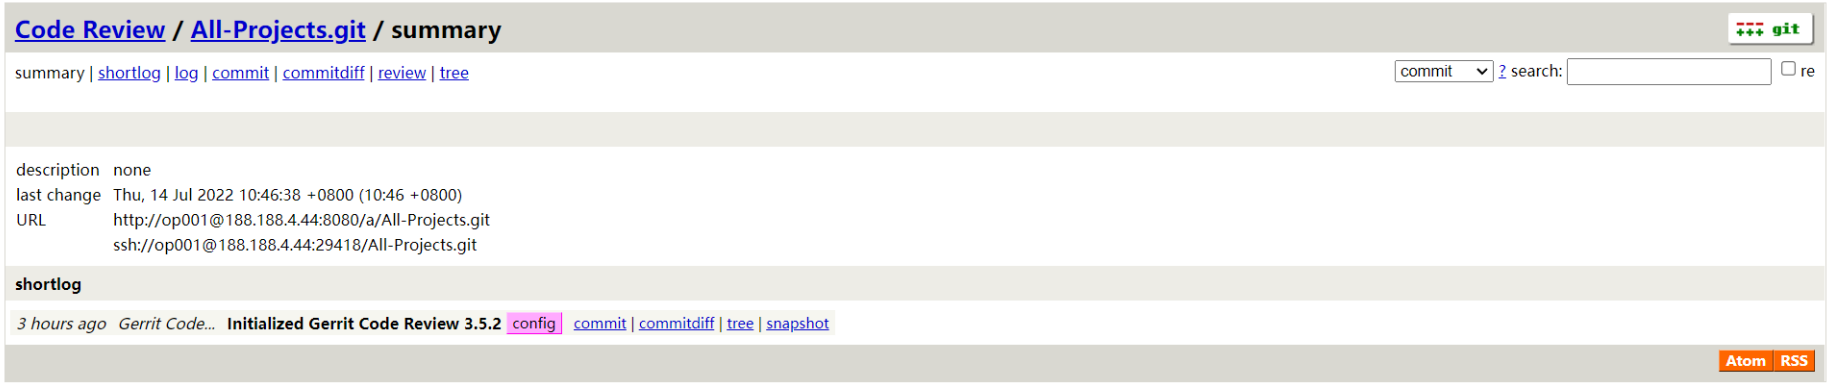 Code Review / All-Projects.git / summary
--- +++ git
summary | shortlog | log | commit | commitdiff | review | tree
commit ? search: re
description none
last change Thu, 14 Jul 2022 10:46:38 +0800 (10:46 +0800)
URL http://op001@188.188.4.44:8080/a/All-Projects.git
ssh://op001@188.188.4.44:29418/All-Projects.git
shortlog
3 hours ago Gerrit Code... Initialized Gerrit Code Review 3.5.2 config commit | commitdiff | tree | snapshot
Atom RSS